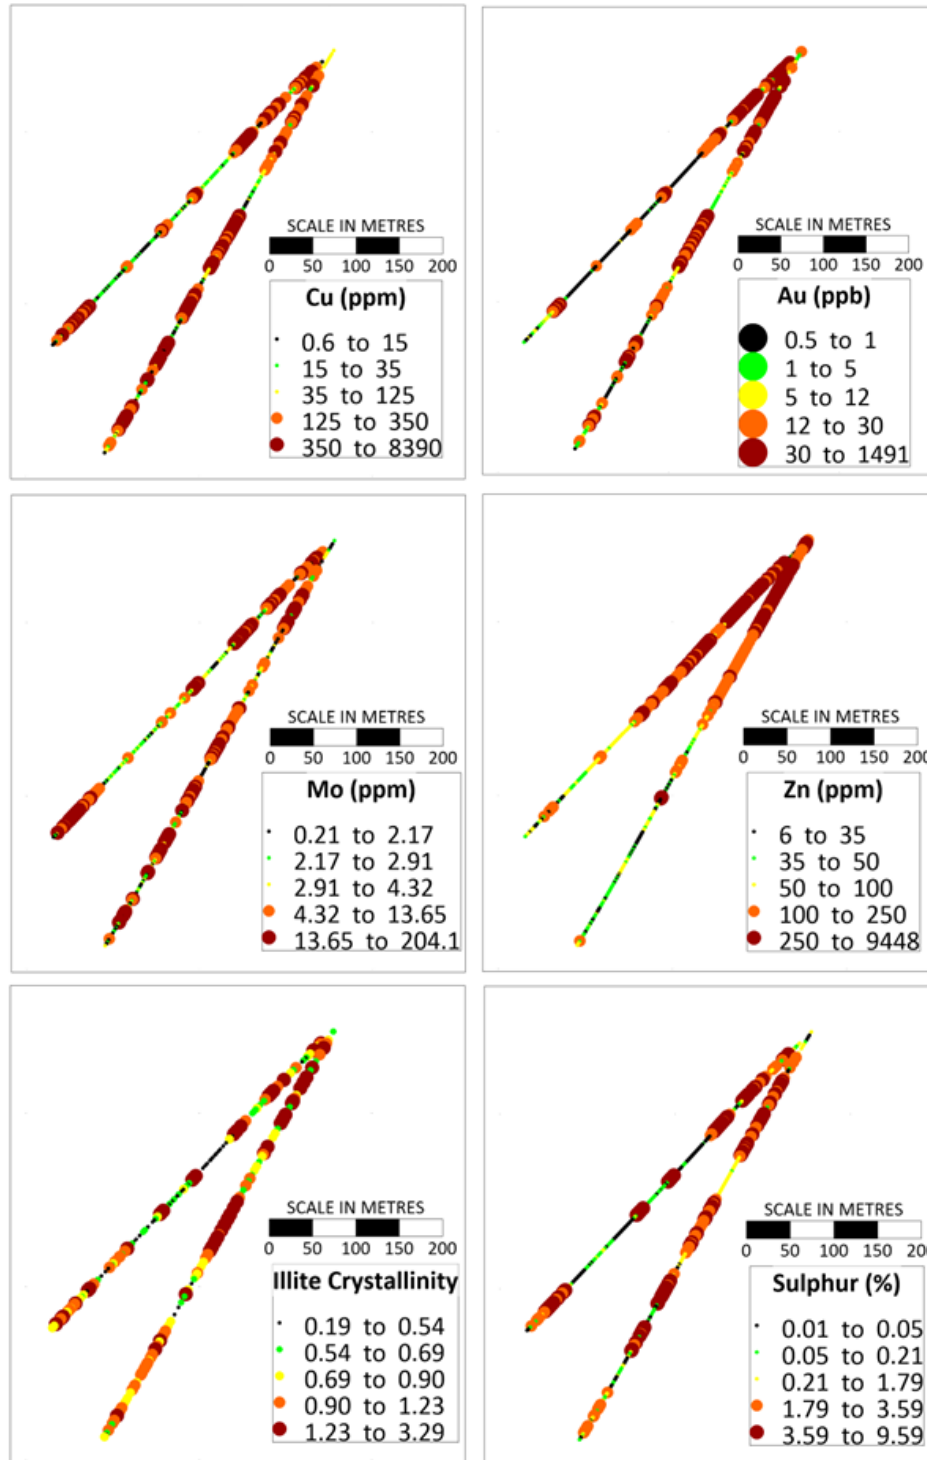 SCALE IN METRES
0 50 100 150 200
Cu (ppm)
0.6 to 15
15 to 35
35 to 125
125 to 350
350 to 8390
SCALE IN METRES
0 50 100 150 200
Au (ppb)
0.5 to 1
1 to 5
5 to 12
12 to 30
30 to 1491
SCALE IN METRES
0 50 100 150 200
Mo (ppm)
0.21 to 2.17
2.17 to 2.91
2.91 to 4.32
4.32 to 13.65
13.65 to 204.1
SCALE IN METRES
0 50 100 150 200
Zn (ppm)
6 to 35
35 to 50
50 to 100
100 to 250
250 to 9448
SCALE IN METRES
0 50 100 150 200
Illite Crystallinity
0.19 to 0.54
0.54 to 0.69
0.69 to 0.90
0.90 to 1.23
1.23 to 3.29
SCALE IN METRES
0 50 100 150 200
Sulphur (%)
0.01 to 0.05
0.05 to 0.21
0.21 to 1.79
1.79 to 3.59
3.59 to 9.59